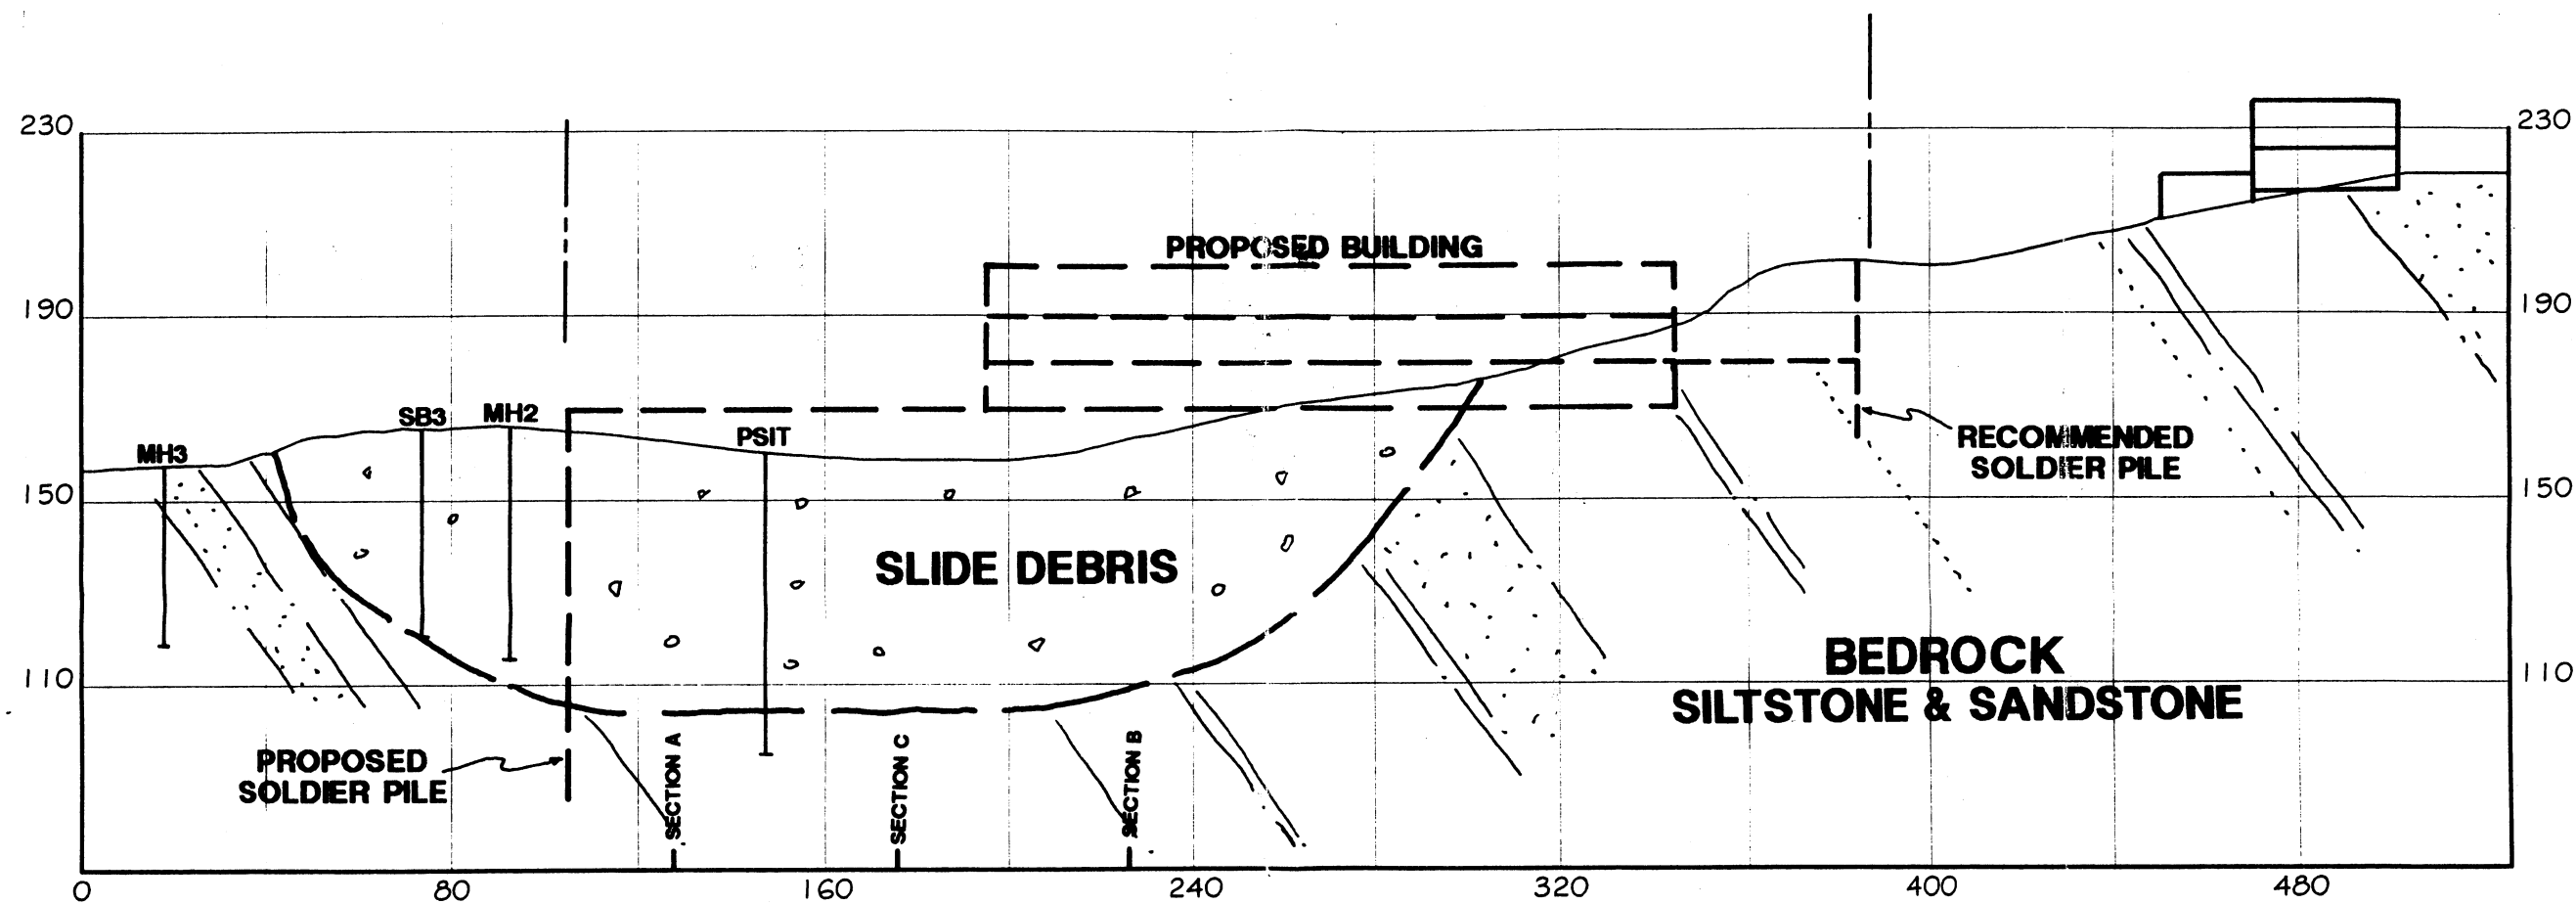 230
230
PROPOSED BUILDING
190
190
SB3
MH2
MH3
PSIT
RECOMMENDED
SOLDIER PILE
150
150
SLIDE DEBRIS
BEDROCK
SILTSTONE & SANDSTONE
110
110
PROPOSED
SOLDIER PILE
SECTION A
SECTION C
SECTION B
0
80
160
240
320
400
480